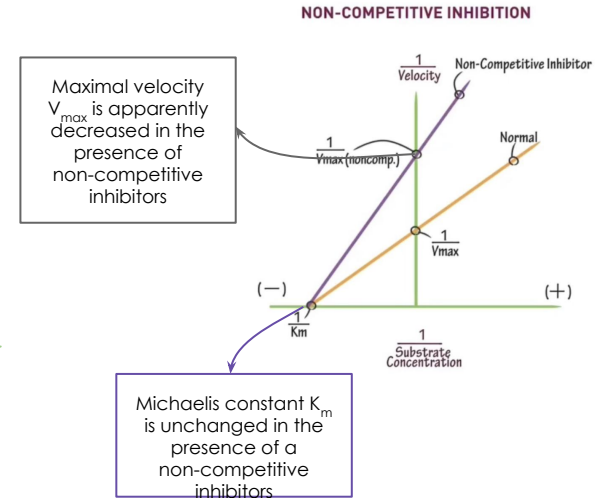 NON-COMPETITIVE INHIBITION
Maximal velocity
Vmax is apparently
decreased in the
presence of
non-competitive
inhibitors
1
Velocity
Non-Competitive Inhibitor
1
Vmax (noncomp.)
Normal
1
Vmax
(—)
(+)
1
Km
1
Substrate
Concentration
Michaelis constant Km
is unchanged in the
presence of a
non-competitive
inhibitors